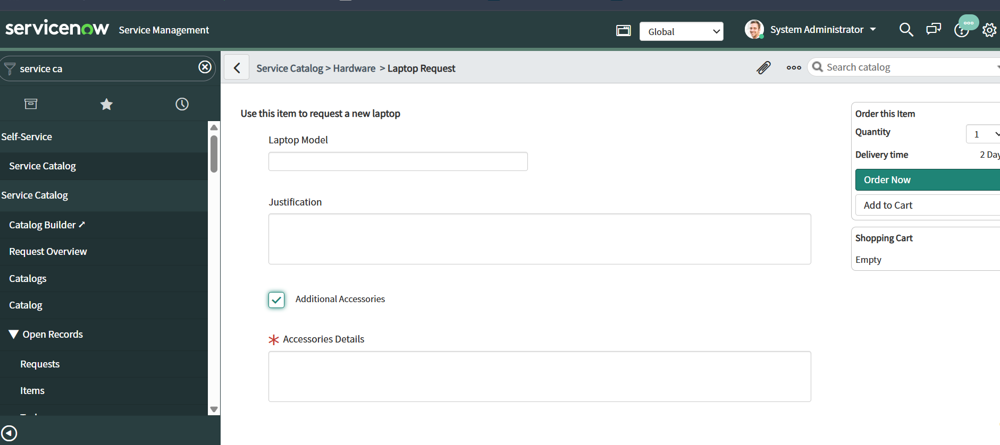 servicenow Service Management
Global
System Administrator
service ca
Service Catalog > Hardware > Laptop Request
Search catalog
Self-Service
Service Catalog
Service Catalog
Catalog Builder
Request Overview
Catalogs
Catalog
Open Records
Requests
Items
Use this item to request a new laptop
Laptop Model
Justification
Additional Accessories
* Accessories Details
Order this Item
Quantity 1
Delivery time 2 Day
Order Now
Add to Cart
Shopping Cart
Empty